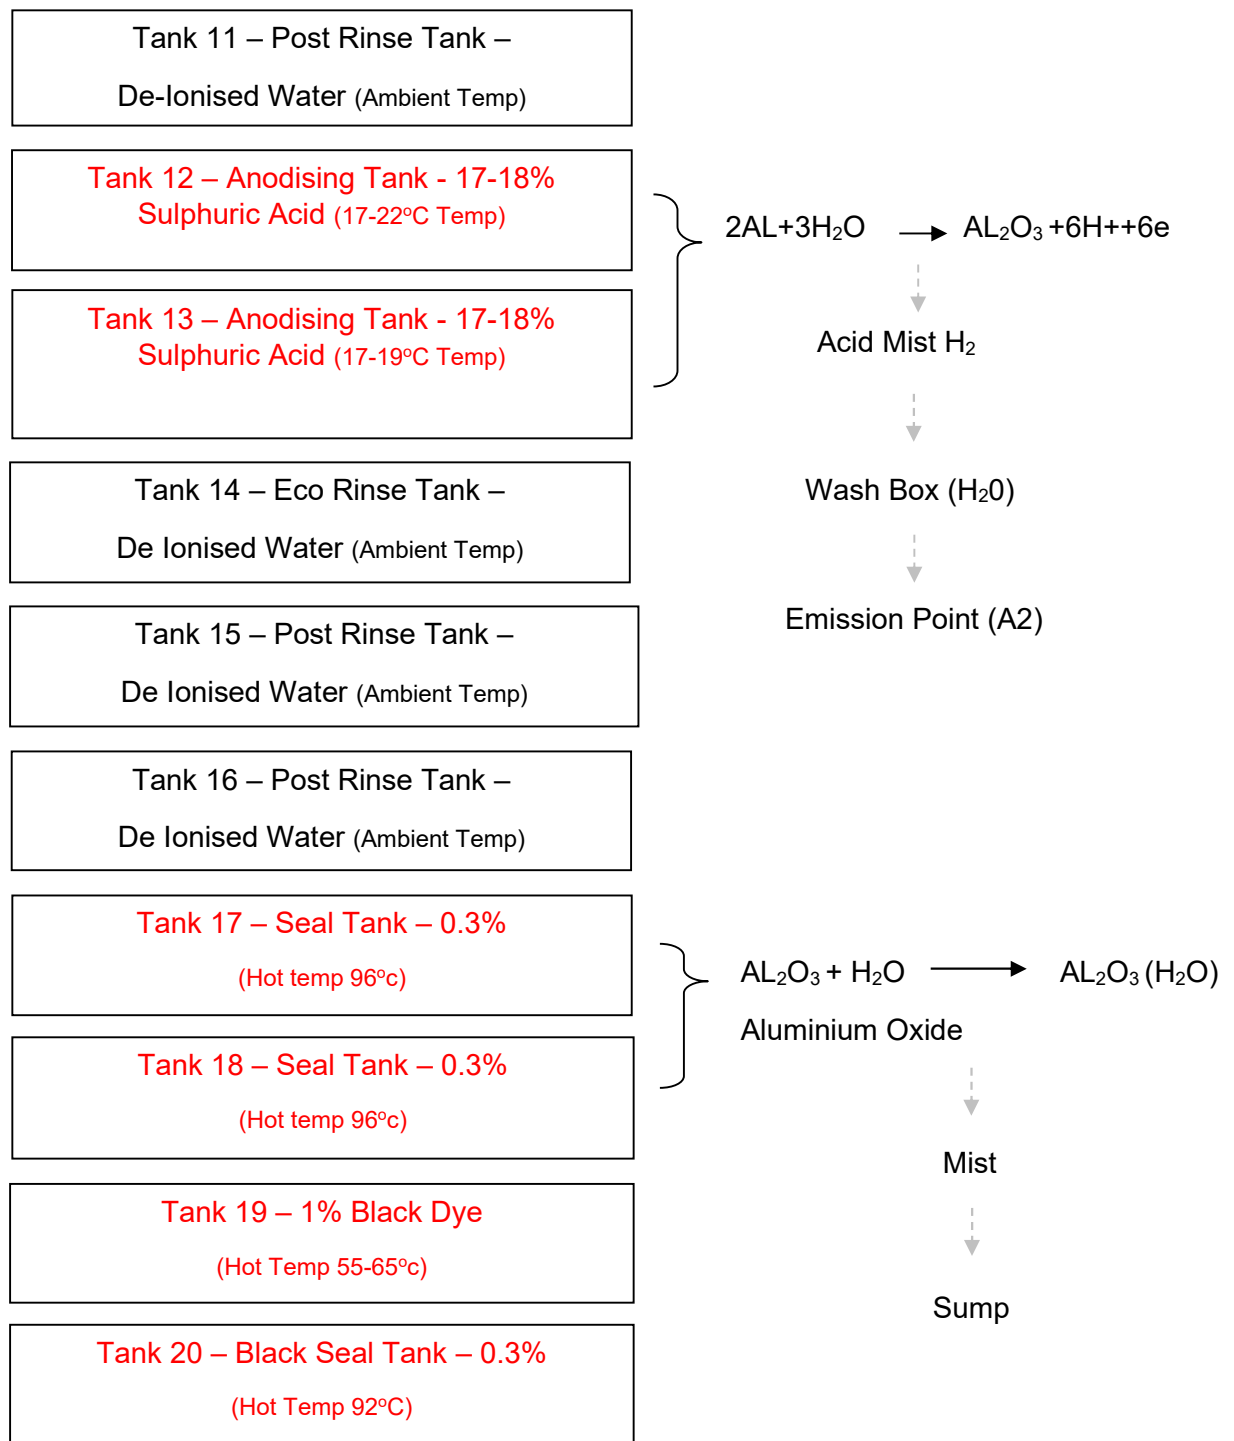 Tank 11 – Post Rinse Tank –
De-Ionised Water (Ambient Temp)
Tank 12 – Anodising Tank - 17-18%
Sulphuric Acid (17-22ºC Temp)
Tank 13 – Anodising Tank - 17-18%
Sulphuric Acid (17-19ºC Temp)
2AL+3H₂O → AL₂O₃ +6H++6e
Acid Mist H₂
Wash Box (H₂0)
Emission Point (A2)
Tank 14 – Eco Rinse Tank –
De Ionised Water (Ambient Temp)
Tank 15 – Post Rinse Tank –
De Ionised Water (Ambient Temp)
Tank 16 – Post Rinse Tank –
De Ionised Water (Ambient Temp)
Tank 17 – Seal Tank – 0.3%
(Hot temp 96ºc)
Tank 18 – Seal Tank – 0.3%
(Hot temp 96ºc)
AL₂O₃ + H₂O → AL₂O₃ (H₂O)
Aluminium Oxide
Mist
Sump
Tank 19 – 1% Black Dye
(Hot Temp 55-65ºc)
Tank 20 – Black Seal Tank – 0.3%
(Hot Temp 92ºC)